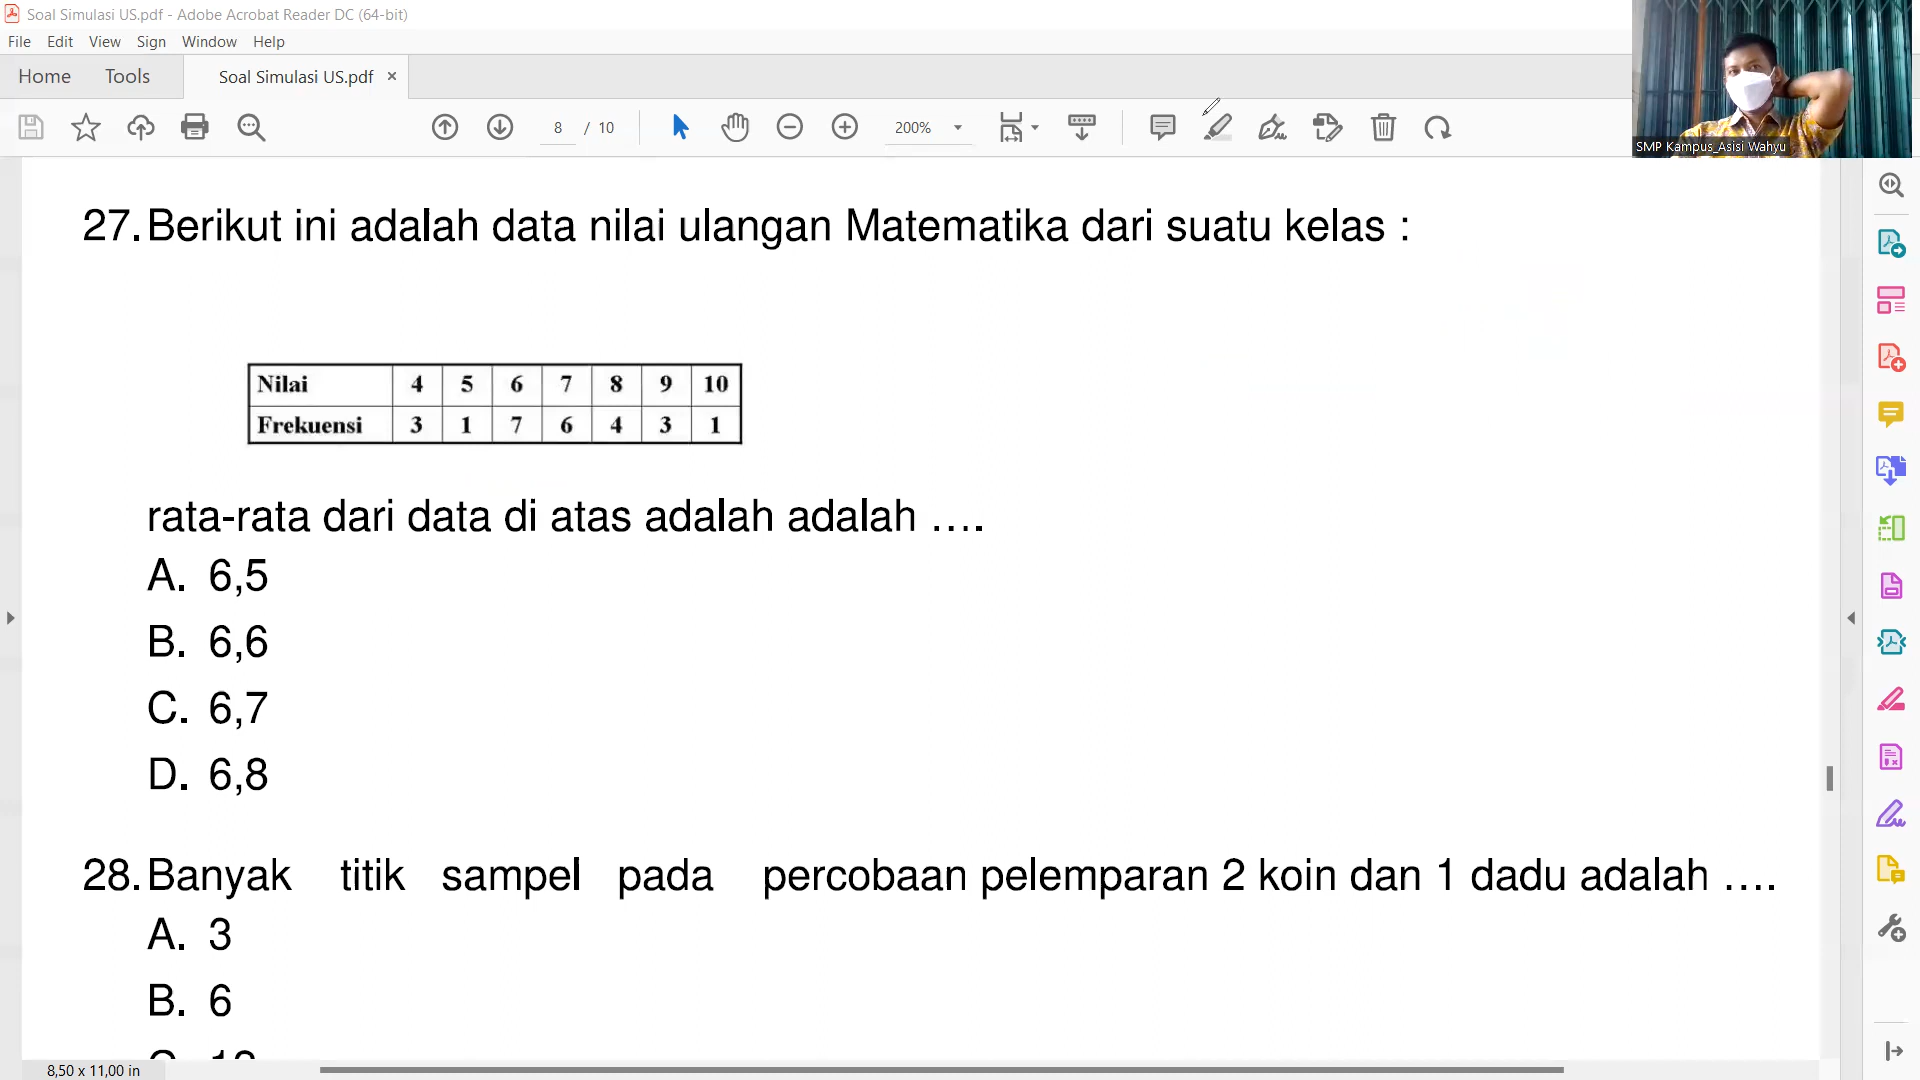 Soal Simulasi US.pdf - Adobe Acrobat Reader DC (64-bit)
File Edit View Sign Window Help
Home Tools Soal Simulasi US.pdf ×
8 / 10 200%
SMP Kampus_Asisi Wahyu
27. Berikut ini adalah data nilai ulangan Matematika dari suatu kelas :
Nilai 4 5 6 7 8 9 10
Frekuensi 3 1 7 6 4 3 1
rata-rata dari data di atas adalah adalah ....
A. 6,5
B. 6,6
C. 6,7
D. 6,8
28. Banyak titik sampel pada percobaan pelemparan 2 koin dan 1 dadu adalah ....
A. 3
B. 6
8,50 x 11,00 in